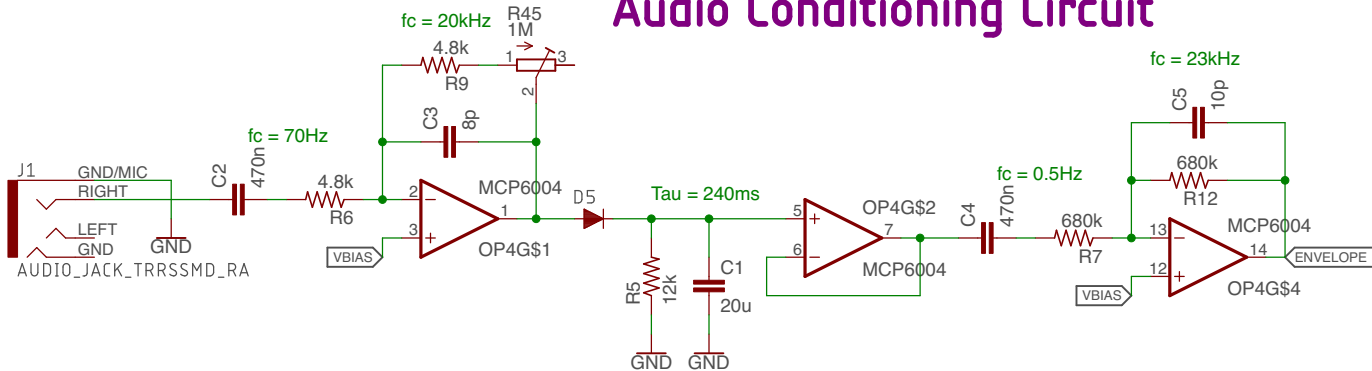 Audio Conditioning Circuit
fc = 20kHz
R45
1M
1
3
2
4.8k
R9
C3
8p
fc = 70Hz
C2
470n
J1
GND/MIC
RIGHT
LEFT
GND
AUDIO_JACK_TRRSSMD_RA
GND
4.8k
R6
VBIAS
2
3
1
MCP6004
OP4G$1
D5
Tau = 240ms
R5
12k
C1
20u
GND
GND
5
6
7
OP4G$2
MCP6004
fc = 0.5Hz
C4
470n
680k
R7
VBIAS
fc = 23kHz
C5
10p
680k
R12
13
12
14
MCP6004
OP4G$4
ENVELOPE